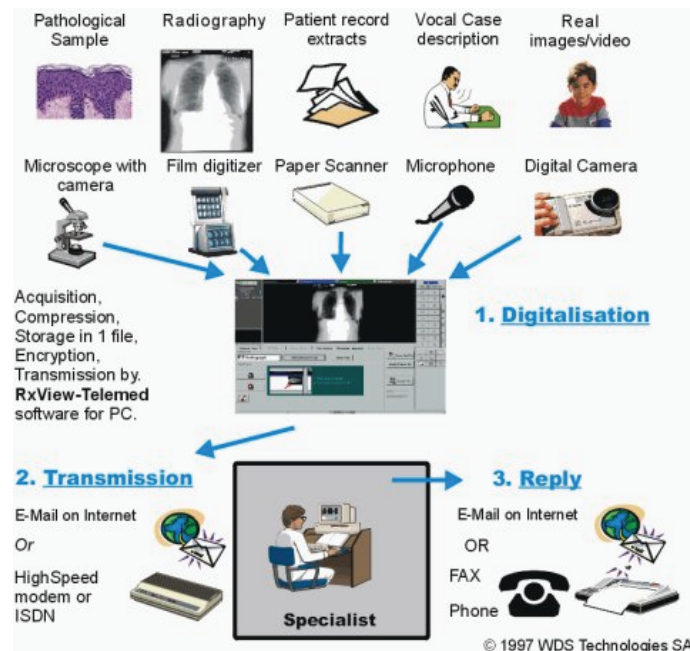 Pathological
Sample
Radiography
Patient record
extracts
Vocal Case
description
Real
images/video
Microscope with
camera
Film digitizer
Paper Scanner
Microphone
Digital Camera
Acquisition,
Compression,
Storage in 1 file,
Encryption,
Transmission by.
RxView-Telemed
software for PC.
1. Digitalisation
2. Transmission
E-Mail on Internet
Or
HighSpeed
modem or
ISDN
Specialist
3. Reply
E-Mail on Internet
OR
FAX
Phone
© 1997 WDS Technologies SA